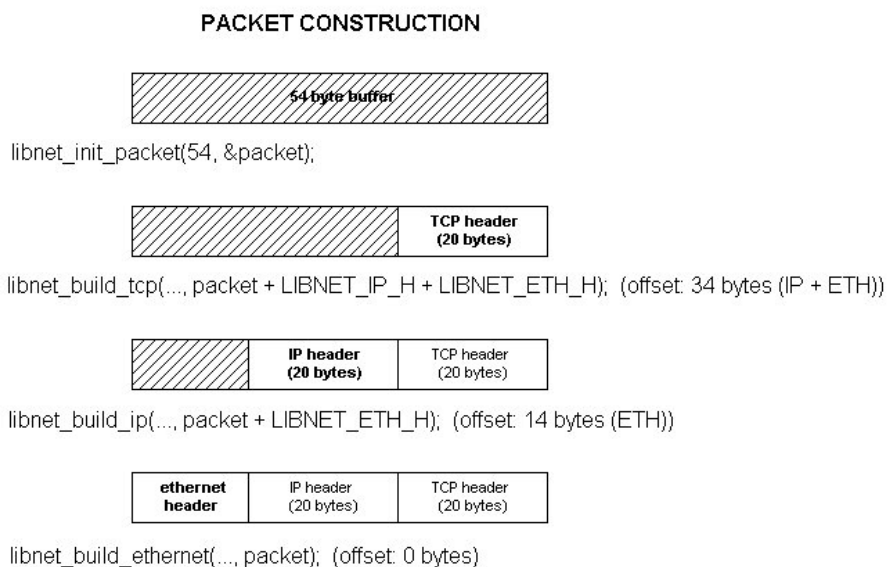 PACKET CONSTRUCTION
54 byte buffer
libnet_init_packet(54, &packet);
TCP header
(20 bytes)
libnet_build_tcp(..., packet + LIBNET_IP_H + LIBNET_ETH_H); (offset: 34 bytes (IP + ETH))
IP header
(20 bytes)
TCP header
(20 bytes)
libnet_build_ip(..., packet + LIBNET_ETH_H); (offset: 14 bytes (ETH))
ethernet
header
IP header
(20 bytes)
TCP header
(20 bytes)
libnet_build_ethernet(..., packet); (offset: 0 bytes)